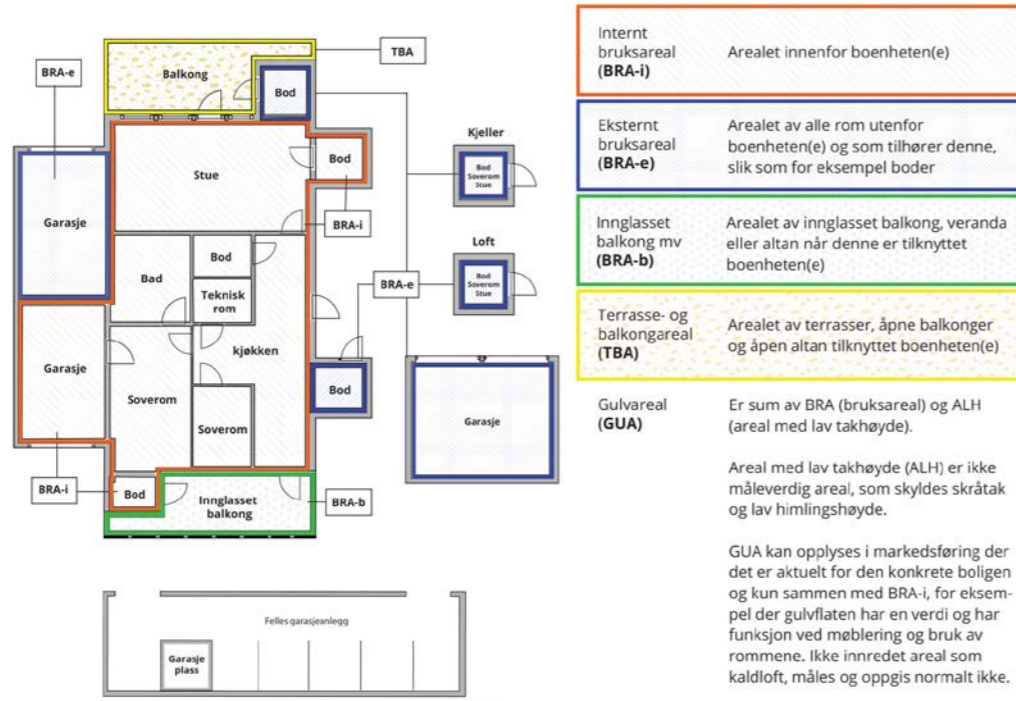 TBA
BRA-e
Balkong
Bod
Kjeller
Bod
Soverom
Stue
Stue
Bod
Garasje
BRA-i
Loft
Bod
Bad
Teknisk
rom
BRA-e
Bod
Soverom
Stue
kjøkken
Garasje
Soverom
Bod
Garasje
Soverom
BRA-i
Bod
Innglasset
balkong
BRA-b
Felles garasjeanlegg
Garasje
plass
Internt
bruksareal
(BRA-i)
Arealet innenfor boenheten(e)
Eksternt
bruksareal
(BRA-e)
Arealet av alle rom utenfor
boenheten(e) og som tilhører denne,
slik som for eksempel boder
Innglasset
balkong mv
(BRA-b)
Arealet av innglasset balkong, veranda
eller altan når denne er tilknyttet
boenheten(e)
Terrasse- og
balkongareal
(TBA)
Arealet av terrasser, åpne balkonger
og åpen altan tilknyttet boenheten(e)
Gulvareal
(GUA)
Er sum av BRA (bruksareal) og ALH
(areal med lav takhøyde).
Areal med lav takhøyde (ALH) er ikke
måleverdig areal, som skyldes skråtak
og lav himlingshøyde.
GUA kan opplyses i markedsføring der
det er aktuelt for den konkrete boligen
og kun sammen med BRA-i, for eksem-
pel der gulvflaten har en verdi og har
funksjon ved møblering og bruk av
rommene. Ikke innredet areal som
kaldloft, måles og oppgis normalt ikke.